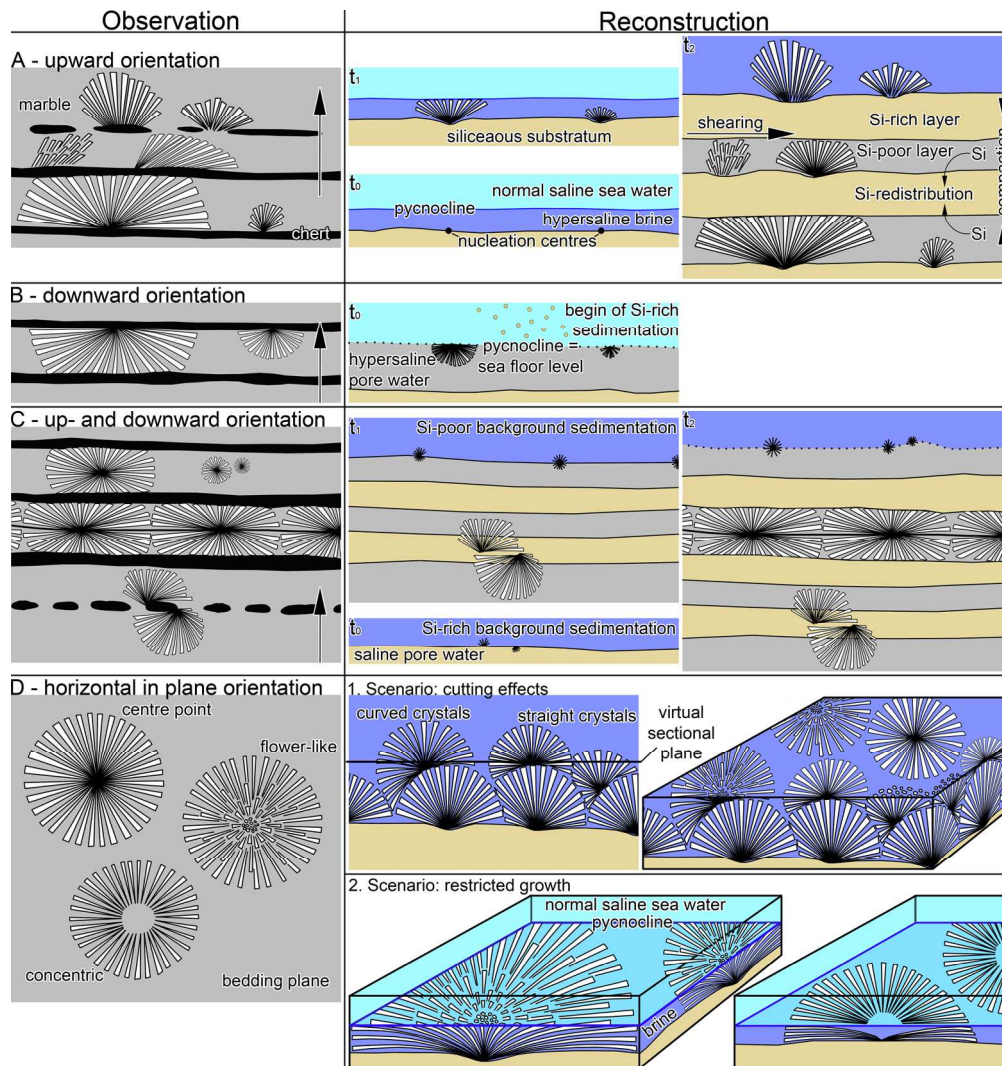 Observation
Reconstruction
A - upward orientation
marble
chert
t1
siliceaous substratum
t0
normal saline sea water
pycnocline
hypersaline brine
nucleation centres
t2
Si-rich layer
shearing
Si-poor layer
Si
Si-redistribution
Si
B - downward orientation
t0
begin of Si-rich
sedimentation
pycnocline =
sea floor level
hypersaline
pore water
C - up- and downward orientation
t1
Si-poor background sedimentation
t0
Si-rich background sedimentation
saline pore water
t2
D - horizontal in plane orientation
centre point
flower-like
concentric
bedding plane
1. Scenario: cutting effects
curved crystals
straight crystals
virtual
sectional
plane
2. Scenario: restricted growth
normal saline sea water
pycnocline
brine